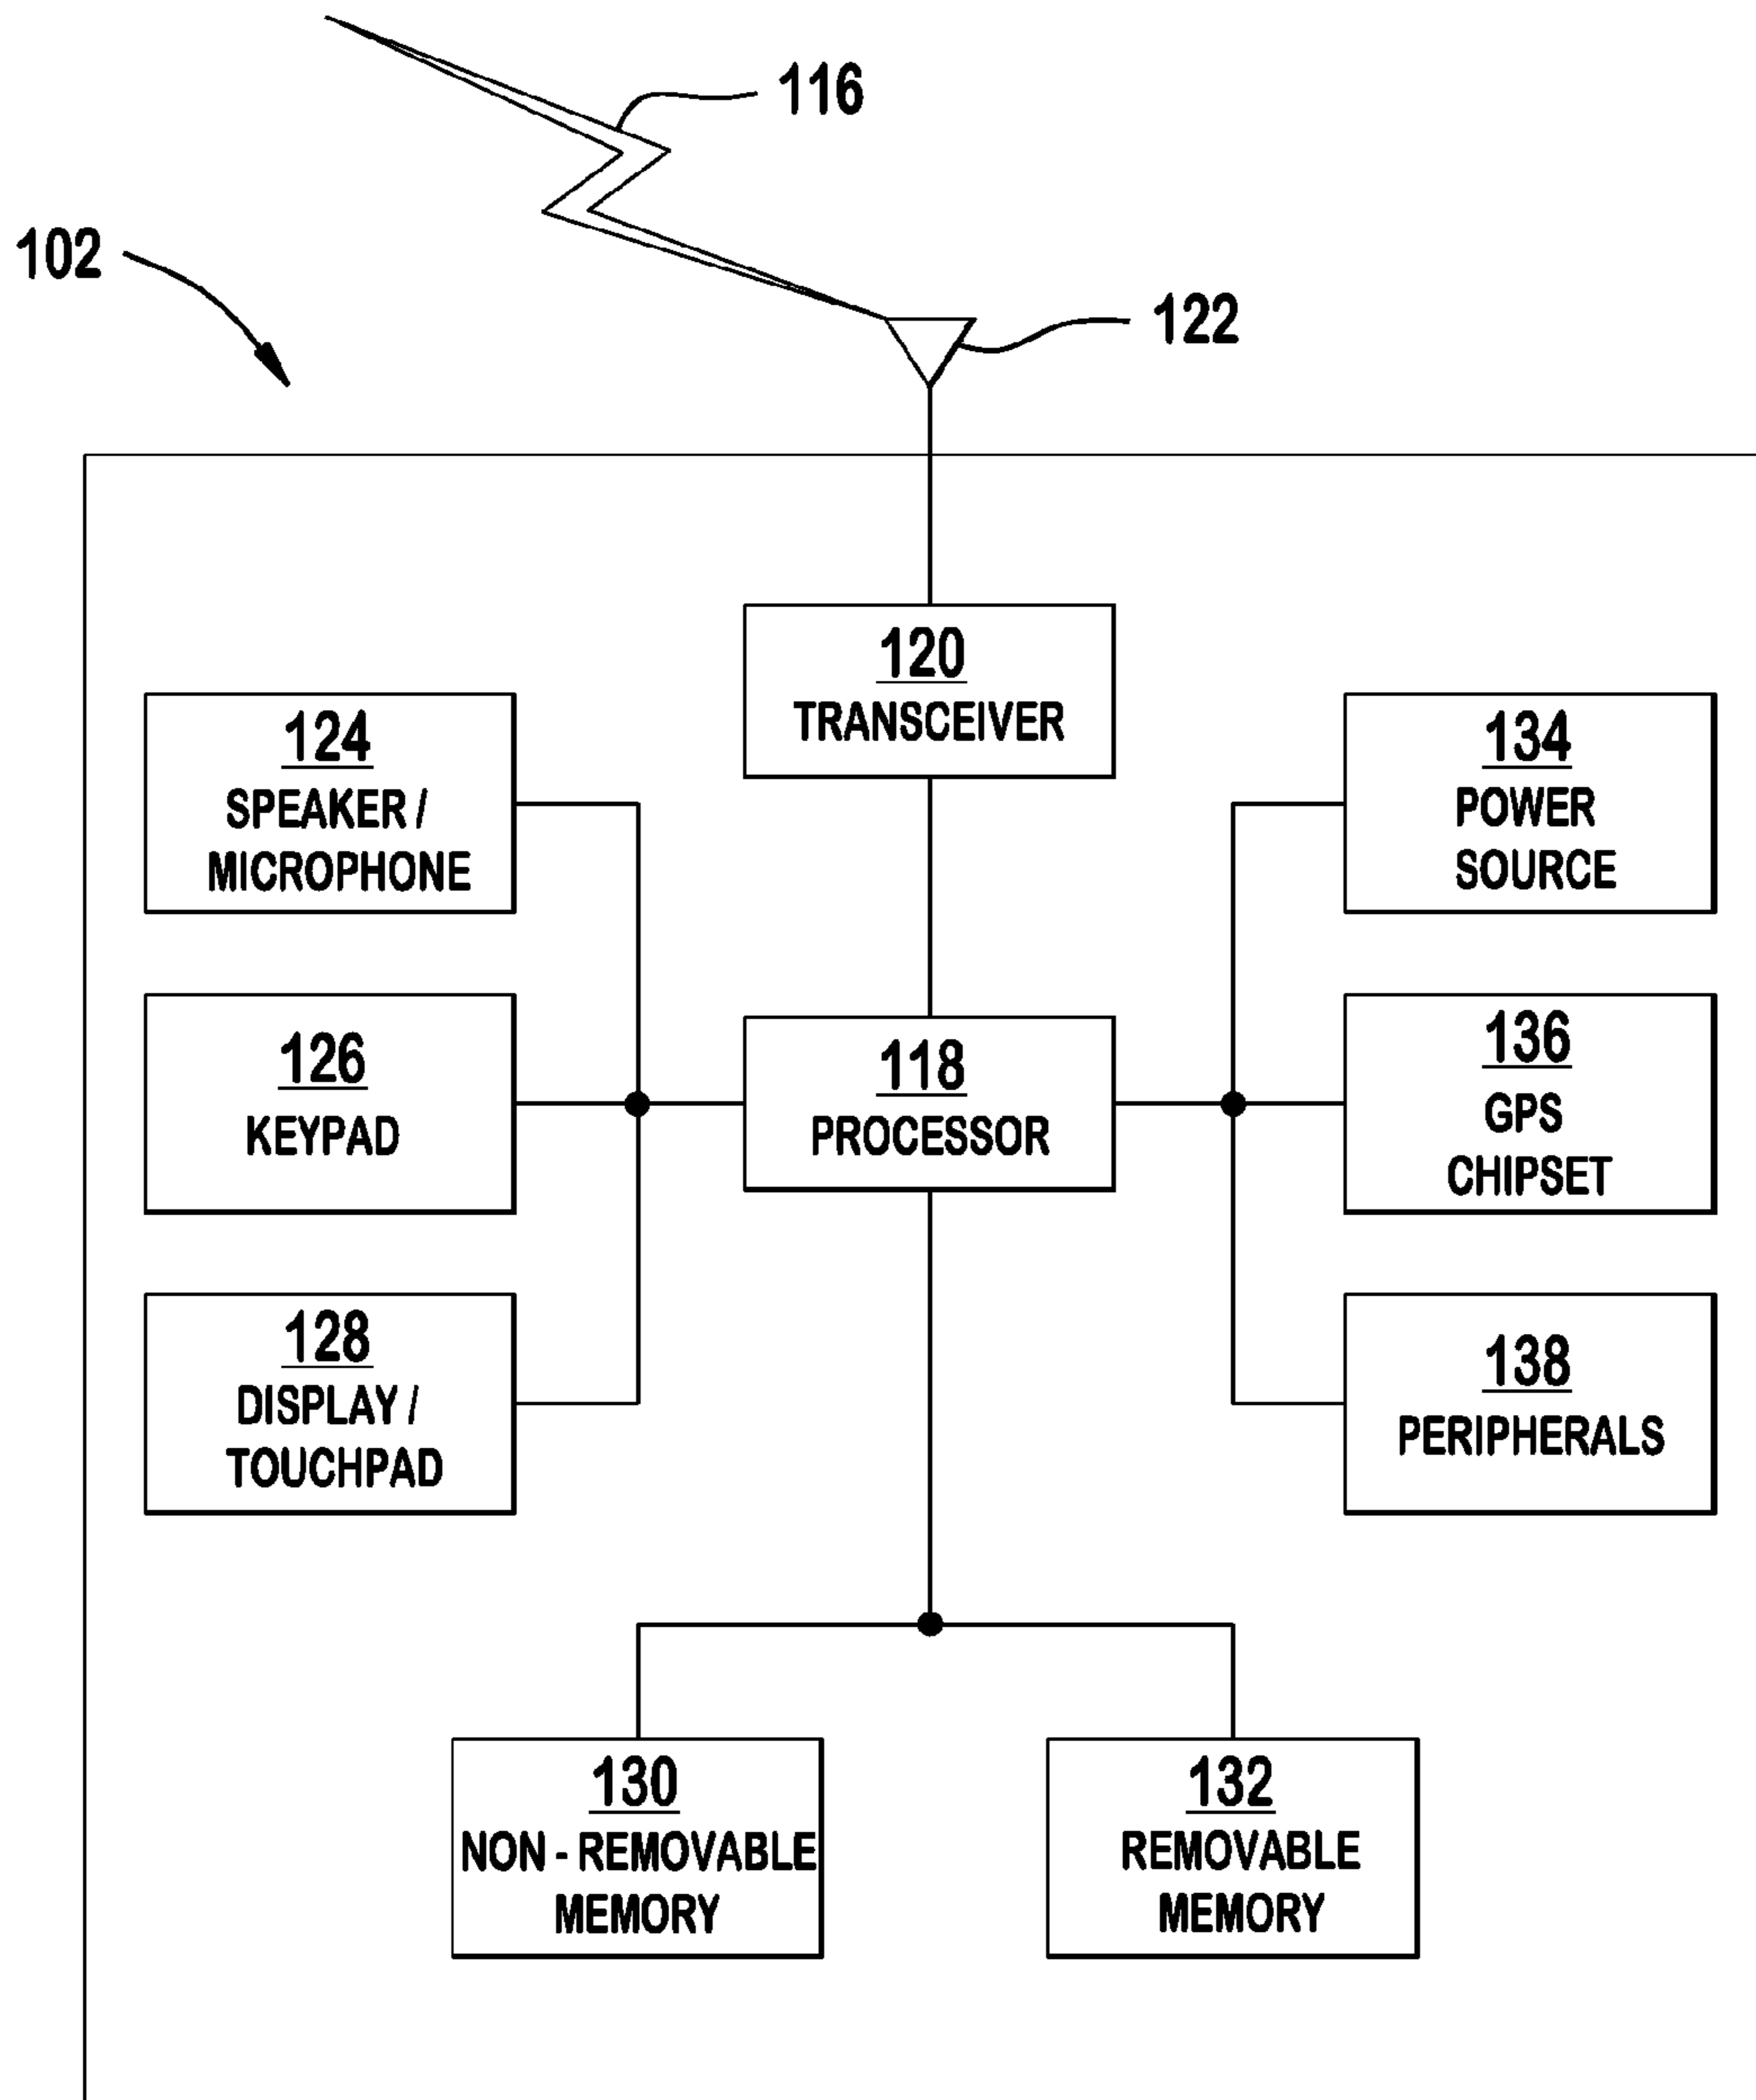 116
102
122
120
TRANSCEIVER
124
SPEAKER /
MICROPHONE
134
POWER
SOURCE
126
KEYPAD
118
PROCESSOR
136
GPS
CHIPSET
128
DISPLAY /
TOUCHPAD
138
PERIPHERALS
130
NON - REMOVABLE
MEMORY
132
REMOVABLE
MEMORY